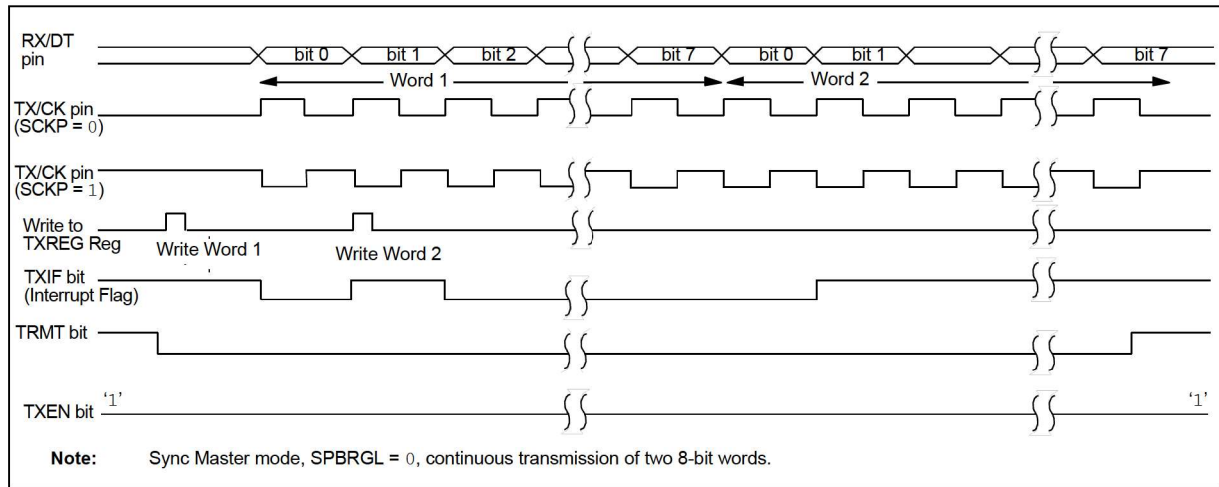 RX/DT
pin
bit 0 bit 1 bit 2 bit 7 bit 0 bit 1 bit 7
Word 1 Word 2
TX/CK pin
(SCKP = 0)
TX/CK pin
(SCKP = 1)
Write to
TXREG Reg
Write Word 1 Write Word 2
TXIF bit
(Interrupt Flag)
TRMT bit
TXEN bit ‘1’ ‘1’
Note: Sync Master mode, SPBRGL = 0, continuous transmission of two 8-bit words.